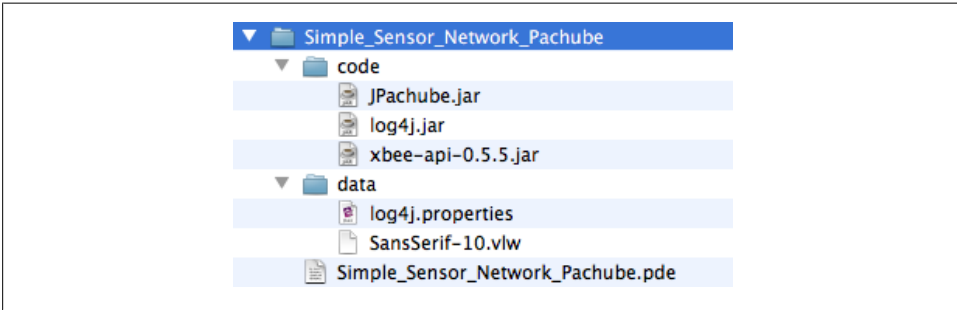 Simple_Sensor_Network_Pachube
code
JPachube.jar
log4j.jar
xbee-api-0.5.5.jar
data
log4j.properties
SansSerif-10.vlw
Simple_Sensor_Network_Pachube.pde